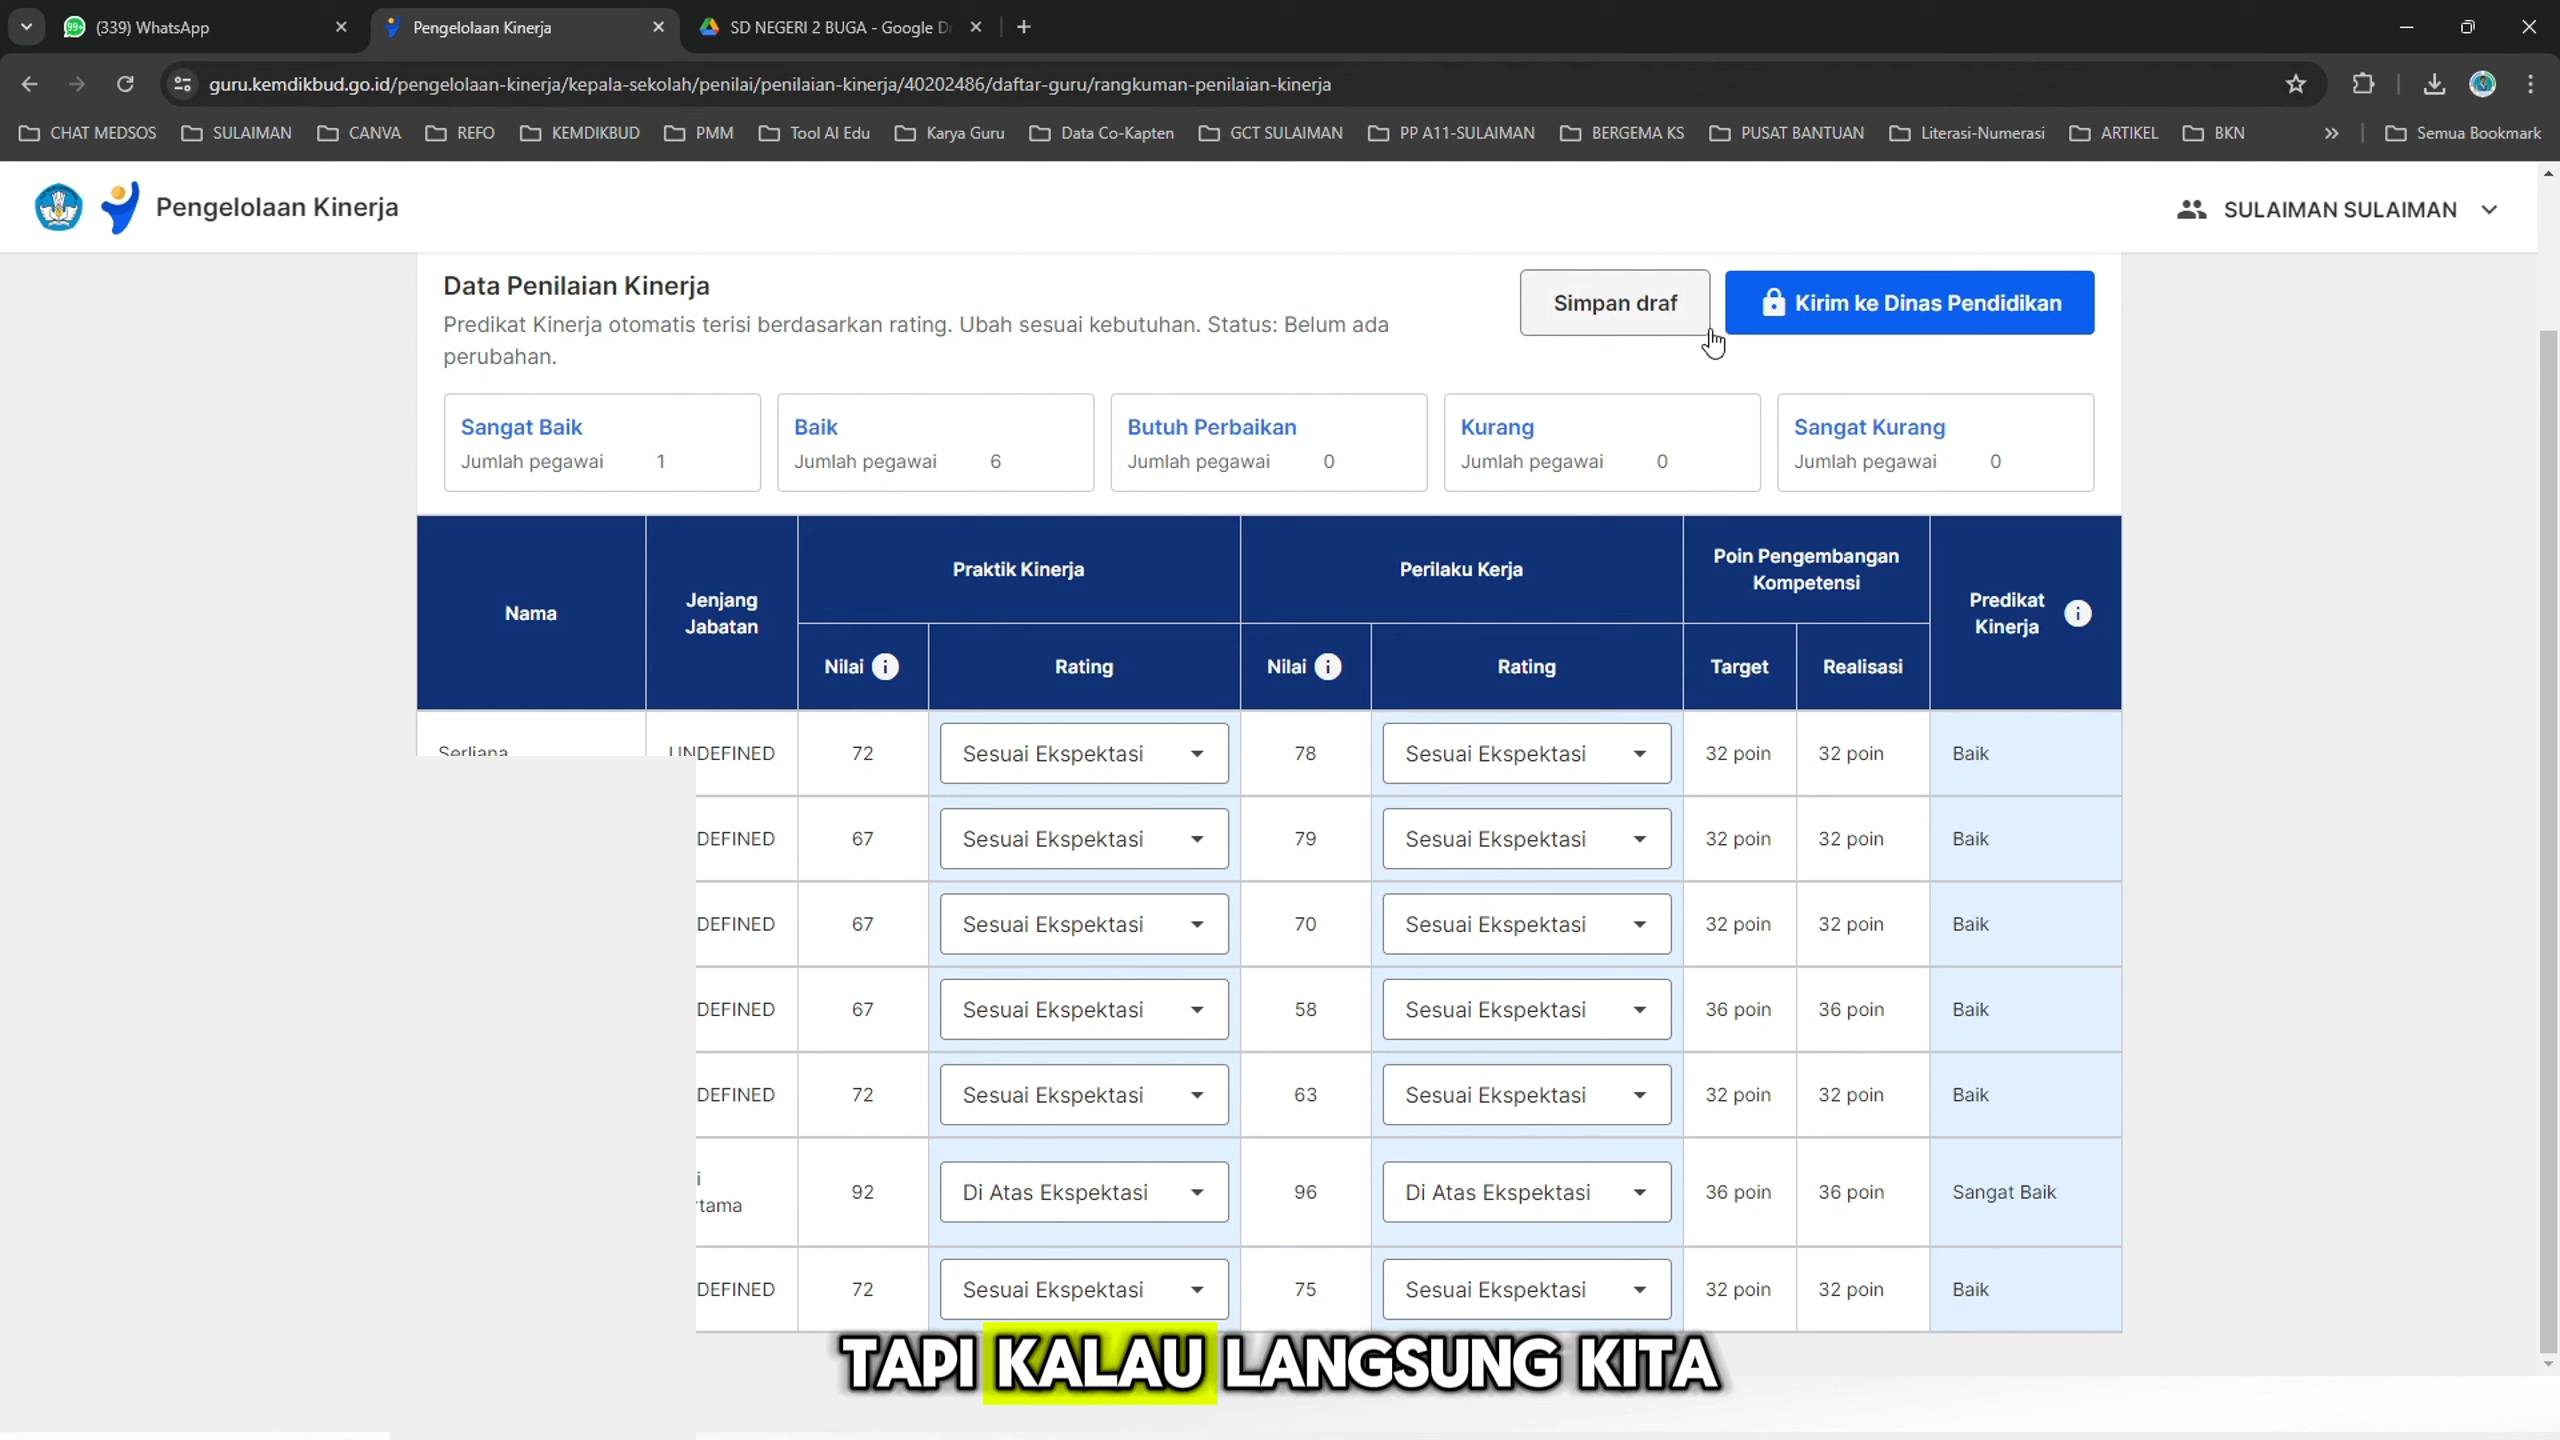 (339) WhatsApp
Pengelolaan Kinerja
SD NEGERI 2 BUGA - Google Dr
guru.kemdikbud.go.id/pengelolaan-kinerja/kepala-sekolah/penilai/penilaian-kinerja/40202486/daftar-guru/rangkuman-penilaian-kinerja
CHAT MEDSOS SULAIMAN CANVA REFO KEMDIKBUD PMM Tool AI Edu Karya Guru Data Co-Kapten GCT SULAIMAN PP A11-SULAIMAN BERGEMA KS PUSAT BANTUAN Literasi-Numerasi ARTIKEL BKN » Semua Bookmark
Pengelolaan Kinerja
SULAIMAN SULAIMAN
Data Penilaian Kinerja
Predikat Kinerja otomatis terisi berdasarkan rating. Ubah sesuai kebutuhan. Status: Belum ada
perubahan.
Simpan draf
Kirim ke Dinas Pendidikan
Sangat Baik
Jumlah pegawai 1
Baik
Jumlah pegawai 6
Butuh Perbaikan
Jumlah pegawai 0
Kurang
Jumlah pegawai 0
Sangat Kurang
Jumlah pegawai 0
Nama
Jenjang
Jabatan
Praktik Kinerja
Perilaku Kerja
Poin Pengembangan
Kompetensi
Predikat
Kinerja
Nilai Rating Nilai Rating Target Realisasi
Serliana UNDEFINED 72 Sesuai Ekspektasi 78 Sesuai Ekspektasi 32 poin 32 poin Baik
DEFINED 67 Sesuai Ekspektasi 79 Sesuai Ekspektasi 32 poin 32 poin Baik
DEFINED 67 Sesuai Ekspektasi 70 Sesuai Ekspektasi 32 poin 32 poin Baik
DEFINED 67 Sesuai Ekspektasi 58 Sesuai Ekspektasi 36 poin 36 poin Baik
DEFINED 72 Sesuai Ekspektasi 63 Sesuai Ekspektasi 32 poin 32 poin Baik
i
tama 92 Di Atas Ekspektasi 96 Di Atas Ekspektasi 36 poin 36 poin Sangat Baik
DEFINED 72 Sesuai Ekspektasi 75 Sesuai Ekspektasi 32 poin 32 poin Baik
TAPI KALAU LANGSUNG KITA